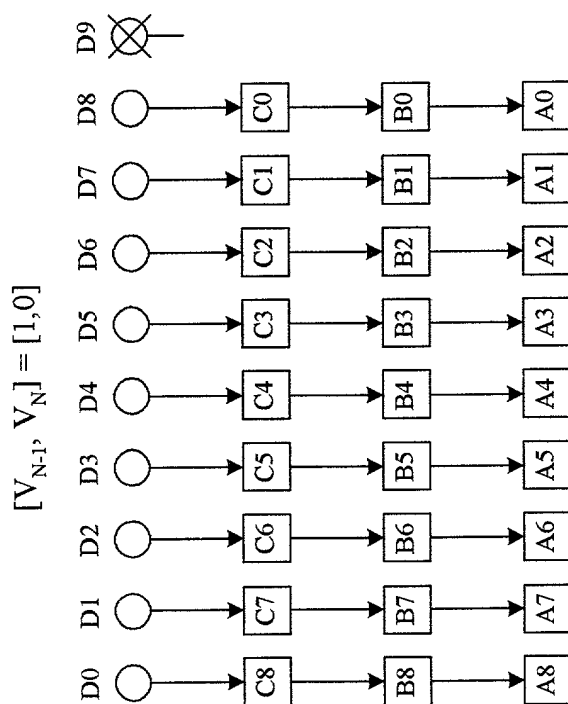 [V_{N-1}, V_N] = [1,0]
D0 D1 D2 D3 D4 D5 D6 D7 D8 D9
C8 C7 C6 C5 C4 C3 C2 C1 C0
B8 B7 B6 B5 B4 B3 B2 B1 B0
A8 A7 A6 A5 A4 A3 A2 A1 A0